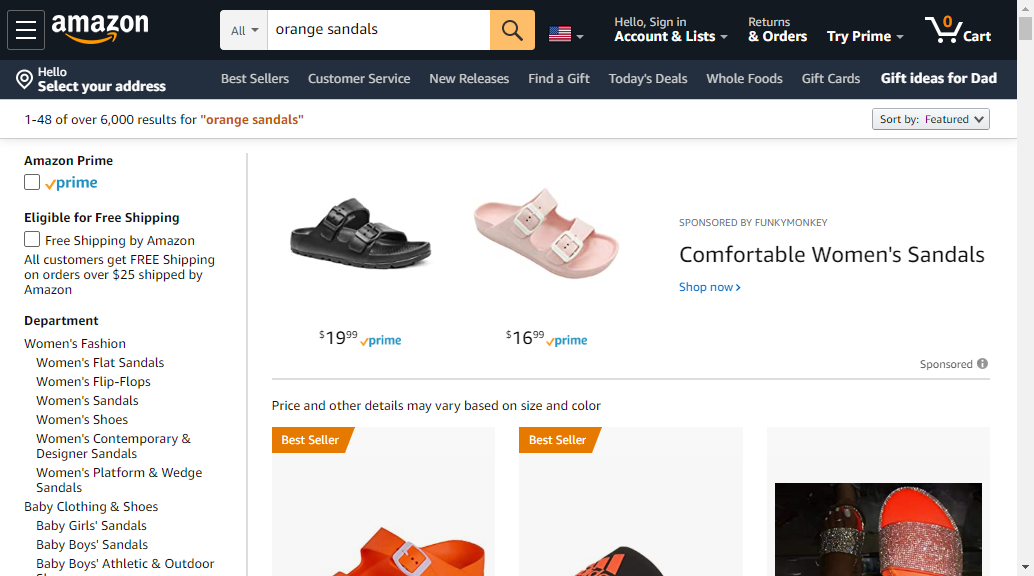 amazon
All
orange sandals
Hello, Sign in
Account & Lists
Returns
& Orders
Try Prime
0
Cart
Hello
Select your address
Best Sellers
Customer Service
New Releases
Find a Gift
Today's Deals
Whole Foods
Gift Cards
Gift ideas for Dad
1-48 of over 6,000 results for "orange sandals"
Sort by: Featured
Amazon Prime
prime
Eligible for Free Shipping
Free Shipping by Amazon
All customers get FREE Shipping
on orders over $25 shipped by
Amazon
Department
Women's Fashion
Women's Flat Sandals
Women's Flip-Flops
Women's Sandals
Women's Shoes
Women's Contemporary &
Designer Sandals
Women's Platform & Wedge
Sandals
Baby Clothing & Shoes
Baby Girls' Sandals
Baby Boys' Sandals
Baby Boys' Athletic & Outdoor
$1999 prime
$1699 prime
SPONSORED BY FUNKYMONKEY
Comfortable Women's Sandals
Shop now ›
Sponsored
Price and other details may vary based on size and color
Best Seller
Best Seller